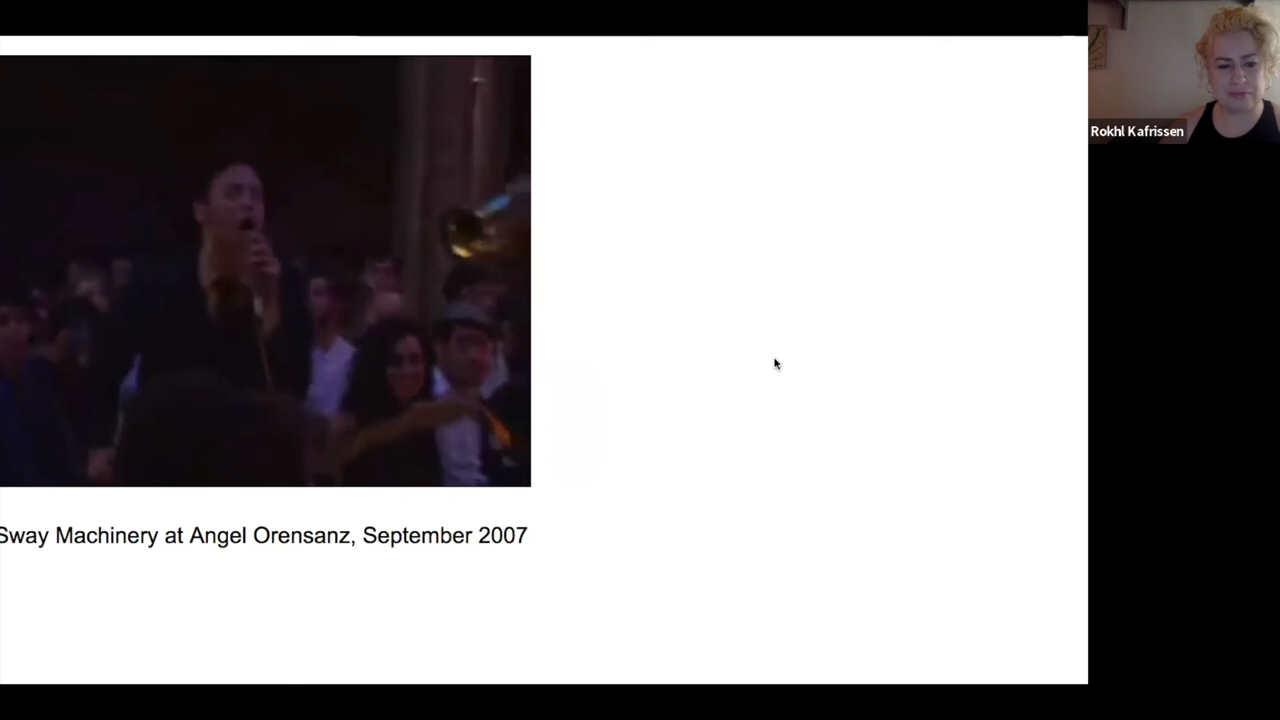 Rokhl Kafrissen
Sway Machinery at Angel Orensanz, September 2007